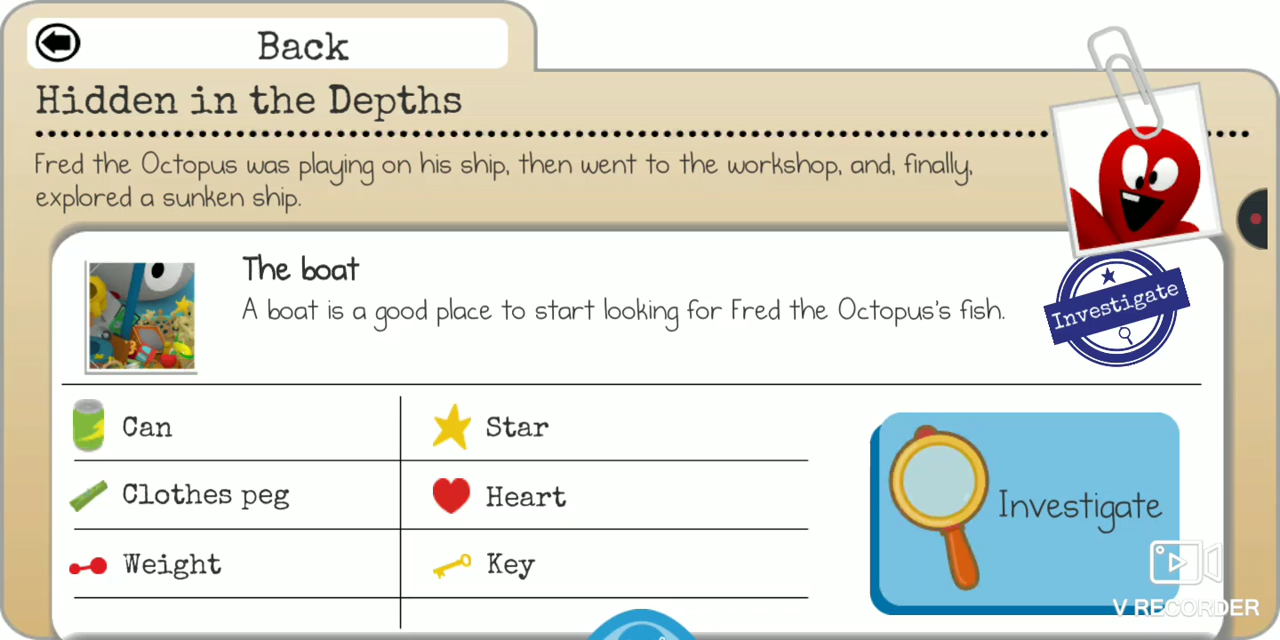 Back
Hidden in the Depths
Fred the Octopus was playing on his ship, then went to the workshop, and, finally,
explored a sunken ship.
The boat
A boat is a good place to start looking for Fred the Octopus's fish.
Investigate
Can
Star
Clothes peg
Heart
Investigate
Weight
Key
V RECORDER